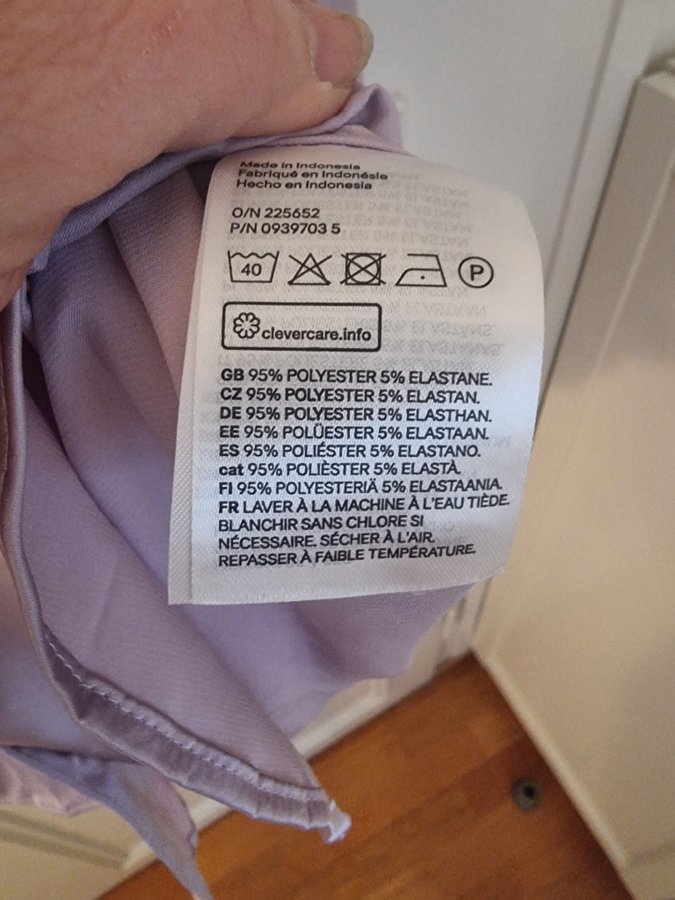 Made in Indonesia
Fabriqué en Indonésie
Hecho en Indonesia
O/N 225652
P/N 0939703 5
40 P
clevercare.info
GB 95% POLYESTER 5% ELASTANE.
CZ 95% POLYESTER 5% ELASTAN.
DE 95% POLYESTER 5% ELASTHAN.
EE 95% POLÜESTER 5% ELASTAAN.
ES 95% POLIÉSTER 5% ELASTANO.
cat 95% POLIÈSTER 5% ELASTÀ.
FI 95% POLYESTERIÄ 5% ELASTAANIA.
FR LAVER À LA MACHINE À L'EAU TIÈDE.
BLANCHIR SANS CHLORE SI
NÉCESSAIRE. SÉCHER À L'AIR.
REPASSER À FAIBLE TEMPÉRATURE.